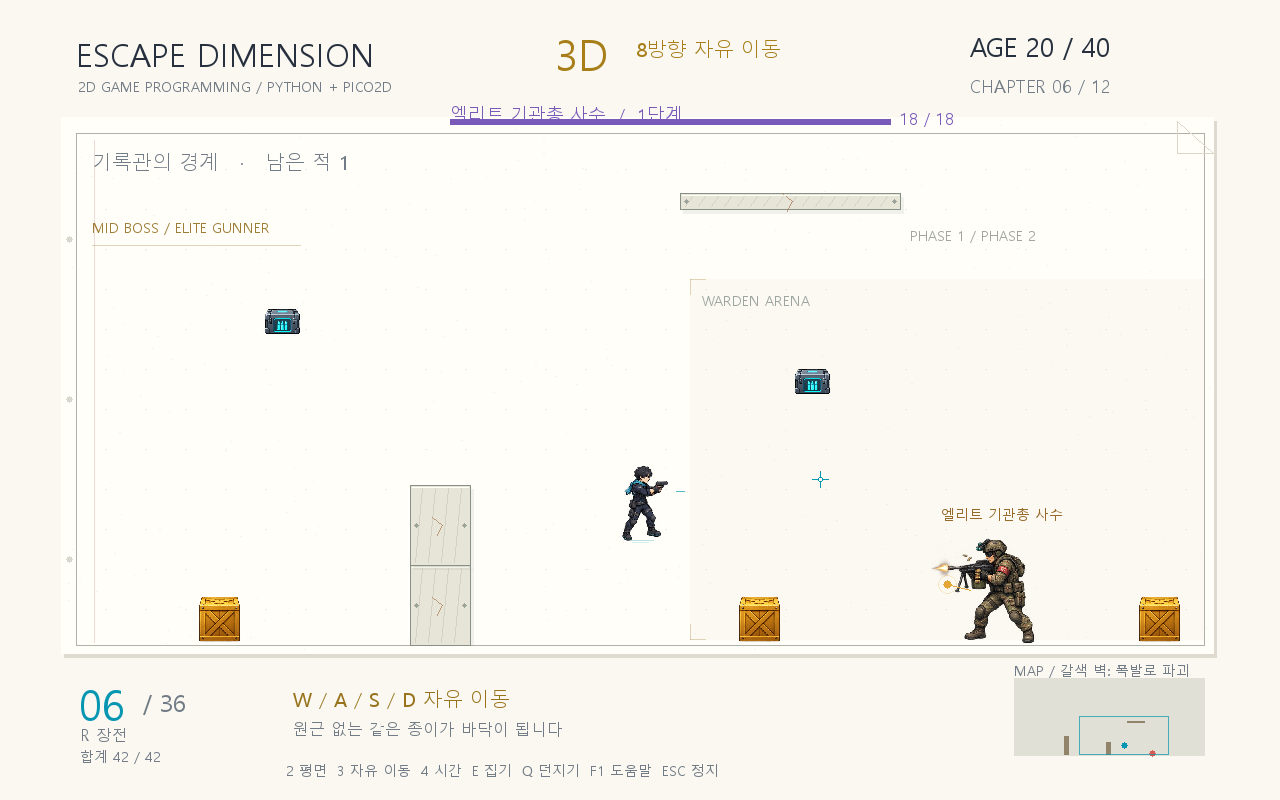 ESCAPE DIMENSION
2D GAME PROGRAMMING / PYTHON + PICO2D
3D 8방향 자유 이동
AGE 20 / 40
CHAPTER 06 / 12
엘리트 기관총 사수 / 1단계
18 / 18
기록관의 경계 · 남은 적 1
MID BOSS / ELITE GUNNER
PHASE 1 / PHASE 2
WARDEN ARENA
엘리트 기관총 사수
06 / 36
R 장전
합계 42 / 42
W / A / S / D 자유 이동
원근 없는 같은 종이가 바닥이 됩니다
2 평면 3 자유 이동 4 시간 E 집기 Q 던지기 F1 도움말 ESC 정지
MAP / 갈색 벽: 폭발로 파괴